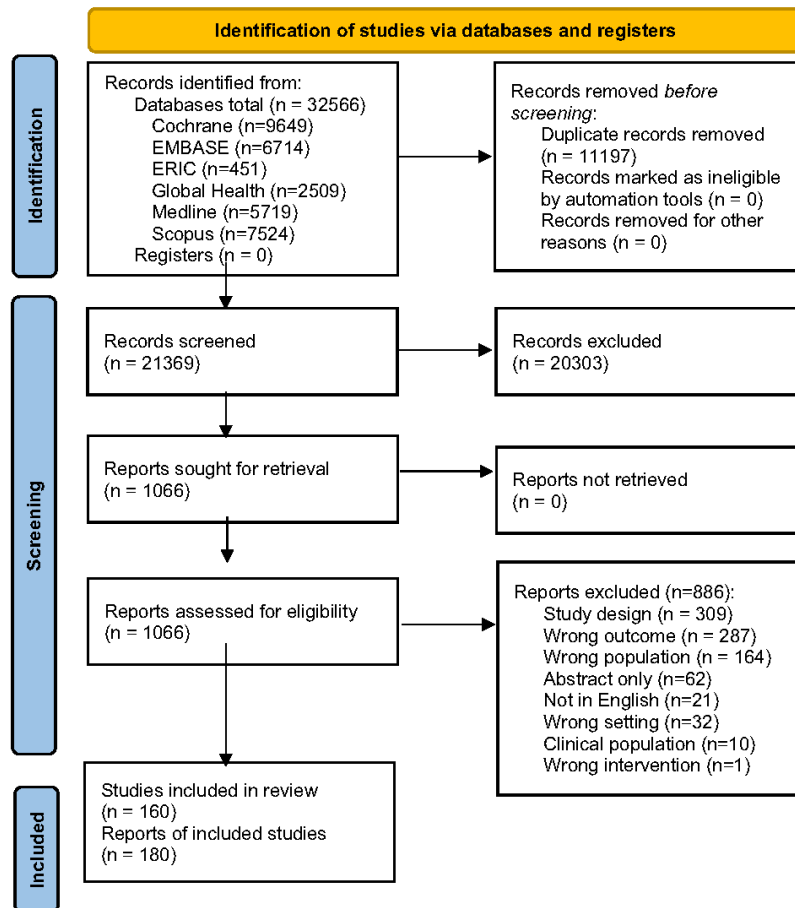 Identification of studies via databases and registers
Identification
Records identified from:
Databases total (n = 32566)
Cochrane (n=9649)
EMBASE (n=6714)
ERIC (n=451)
Global Health (n=2509)
Medline (n=5719)
Scopus (n=7524)
Registers (n = 0)
Records removed before
screening:
Duplicate records removed
(n = 11197)
Records marked as ineligible
by automation tools (n = 0)
Records removed for other
reasons (n = 0)
Screening
Records screened
(n = 21369)
Records excluded
(n = 20303)
Reports sought for retrieval
(n = 1066)
Reports not retrieved
(n = 0)
Reports assessed for eligibility
(n = 1066)
Reports excluded (n=886):
Study design (n = 309)
Wrong outcome (n = 287)
Wrong population (n = 164)
Abstract only (n=62)
Not in English (n=21)
Wrong setting (n=32)
Clinical population (n=10)
Wrong intervention (n=1)
Included
Studies included in review
(n = 160)
Reports of included studies
(n = 180)